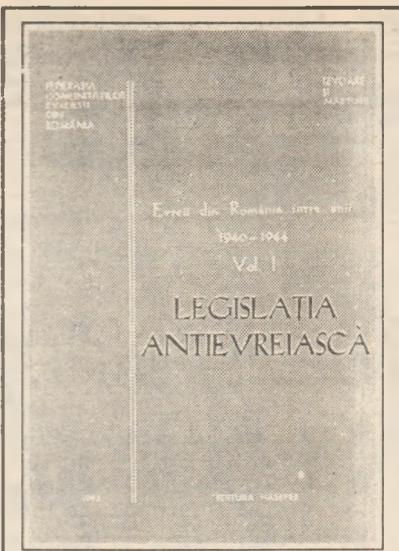 FEDERAȚIA
COMUNITĂȚILOR
EVREIEȘTI
DIN
ROMÂNIA
IZVOARE
ȘI
MĂRTURII
Evreii din România între anii
1940-1944
Vol. I
LEGISLAȚIA
ANTIEVREIASCĂ
1993
EDITURA HASEFER